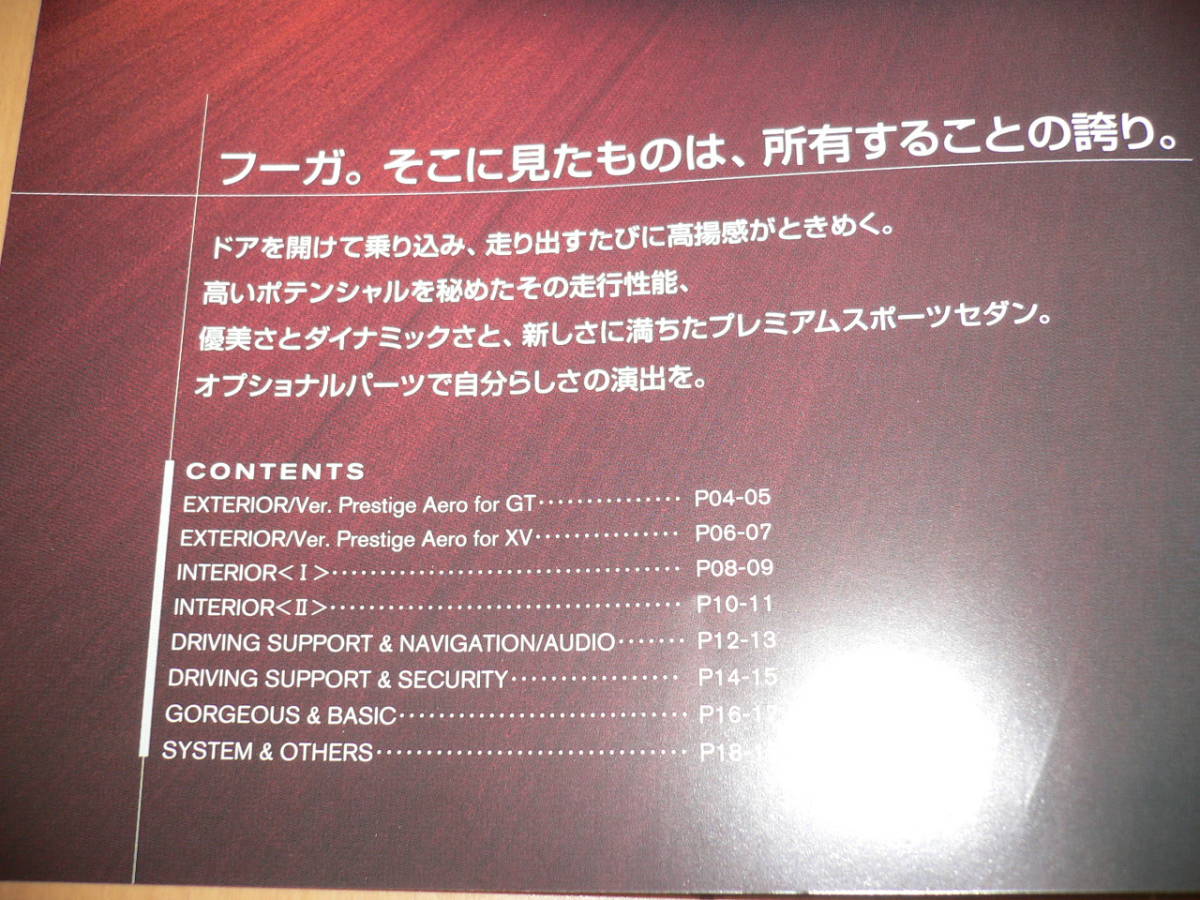 フーガ。そこに見たものは、所有することの誇り。
ドアを開けて乗り込み、走り出すたびに高揚感がときめく。
高いポテンシャルを秘めたその走行性能、
優美さとダイナミックさと、新しさに満ちたプレミアムスポーツセダン。
オプショナルパーツで自分らしさの演出を。
CONTENTS
EXTERIOR/Ver. Prestige Aero for GT・・・・・・・・・・・・・・・ P04-05
EXTERIOR/Ver. Prestige Aero for XV・・・・・・・・・・・・・・・ P06-07
INTERIOR<Ⅰ>・・・・・・・・・・・・・・・・・・・・・・・・・・・・・・・・・・・・ P08-09
INTERIOR<Ⅱ>・・・・・・・・・・・・・・・・・・・・・・・・・・・・・・・・・・・・ P10-11
DRIVING SUPPORT & NAVIGATION/AUDIO・・・・・・・ P12-13
DRIVING SUPPORT & SECURITY・・・・・・・・・・・・・・・・・・ P14-15
GORGEOUS & BASIC・・・・・・・・・・・・・・・・・・・・・・・・・・・・・・ P16-17
SYSTEM & OTHERS・・・・・・・・・・・・・・・・・・・・・・・・・・・・・・・・